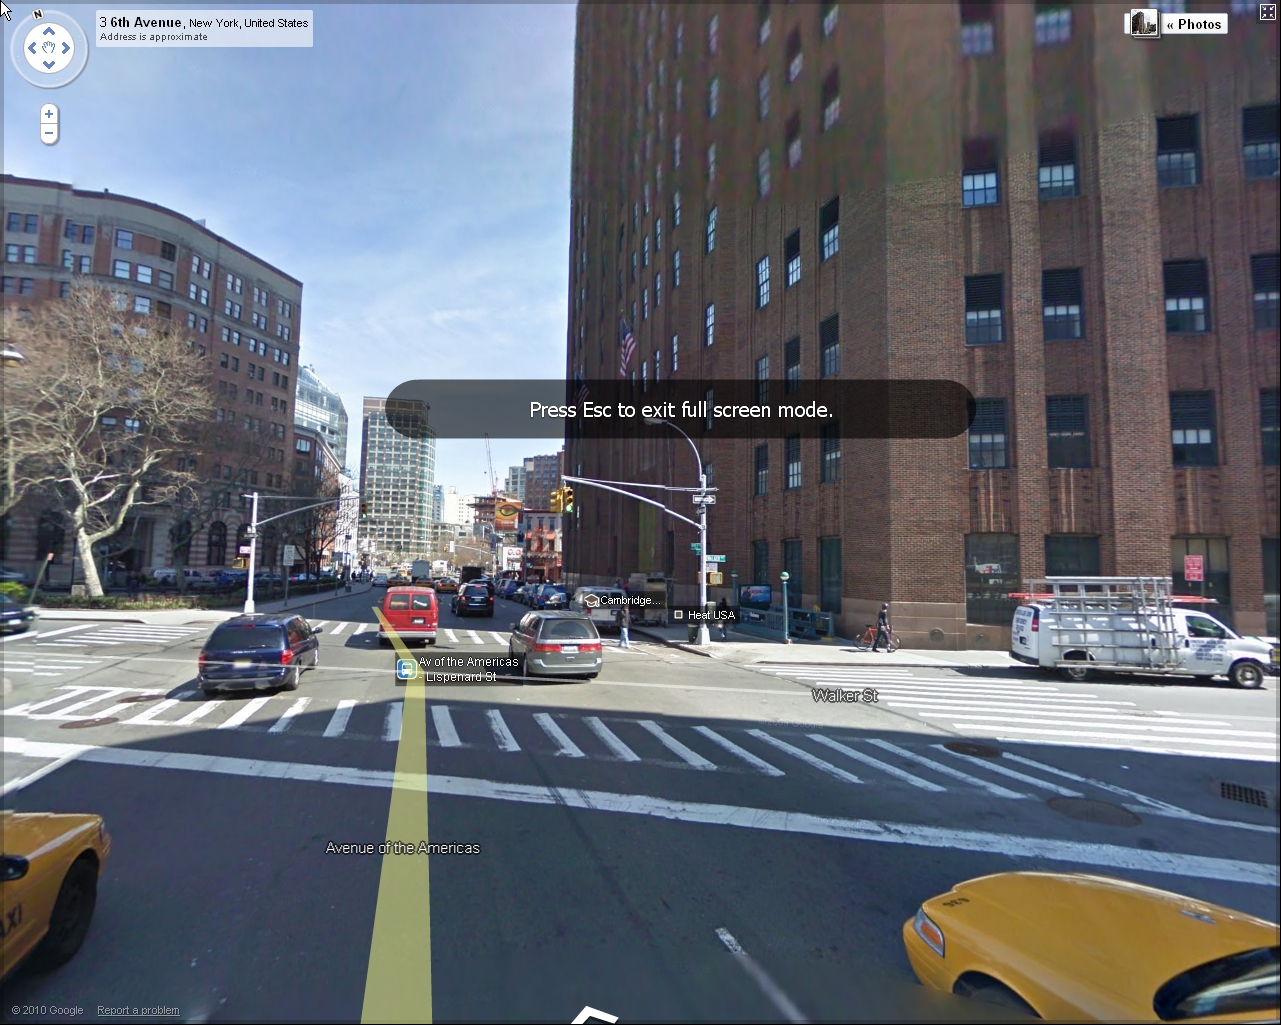 N
3 6th Avenue, New York, United States
Address is approximate
« Photos
Press Esc to exit full screen mode.
Cambridge...
Heat USA
Av of the Americas
- Lispenard St
Walker St
Avenue of the Americas
© 2010 Google Report a problem